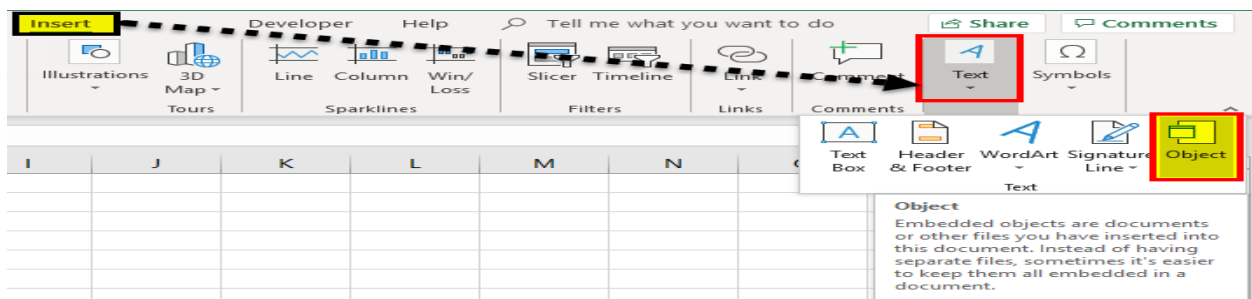 Insert Developer Help Tell me what you want to do Share Comments
Illustrations 3D Map Line Column Win/Loss Slicer Timeline Link Comment Text Symbols
Tours Sparklines Filters Links Comments
Text Box Header & Footer WordArt Signature Line Object
Text
I J K L M N
Object
Embedded objects are documents
or other files you have inserted into
this document. Instead of having
separate files, sometimes it's easier
to keep them all embedded in a
document.